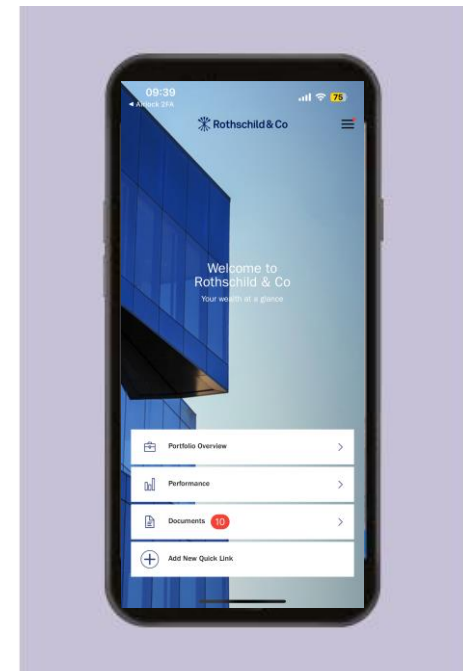 09:39
75
◀ Airlock 2FA
Rothschild & Co
Welcome to
Rothschild & Co
Your wealth at a glance
Portfolio Overview
Performance
Documents 10
Add New Quick Link